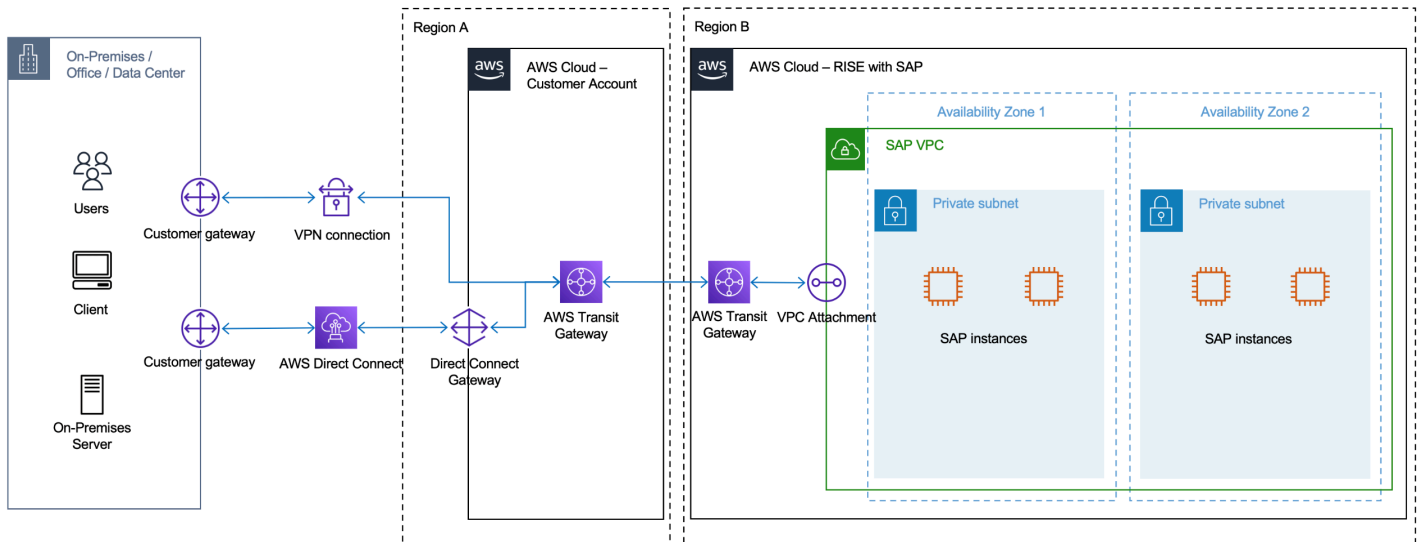 Region A
Region B
On-Premises /
Office / Data Center
aws
AWS Cloud –
Customer Account
aws
AWS Cloud – RISE with SAP
Availability Zone 1
Availability Zone 2
SAP VPC
Users
Customer gateway
VPN connection
Private subnet
Private subnet
Client
AWS Transit
Gateway
AWS Transit
Gateway
VPC Attachment
SAP instances
SAP instances
Customer gateway
AWS Direct Connect
Direct Connect
Gateway
On-Premises
Server